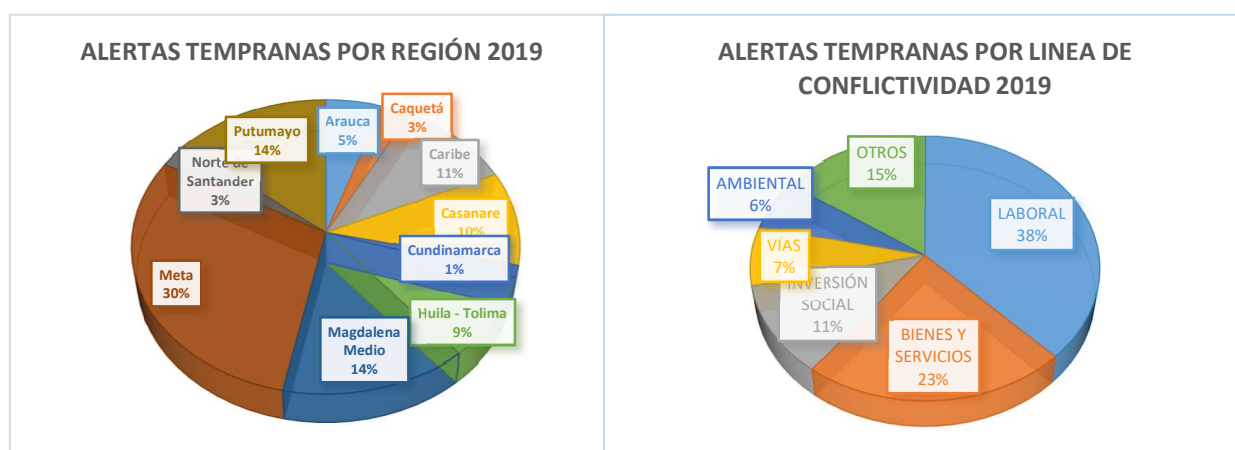 ALERTAS TEMPRANAS POR REGIÓN 2019
Arauca
5%
Caquetá
3%
Caribe
11%
Casanare
10%
Cundinamarca
1%
Huila - Tolima
9%
Magdalena
Medio
14%
Meta
30%
Norte de
Santander
3%
Putumayo
14%
ALERTAS TEMPRANAS POR LINEA DE
CONFLICTIVIDAD 2019
LABORAL
38%
BIENES Y
SERVICIOS
23%
INVERSIÓN
SOCIAL
11%
VÍAS
7%
AMBIENTAL
6%
OTROS
15%